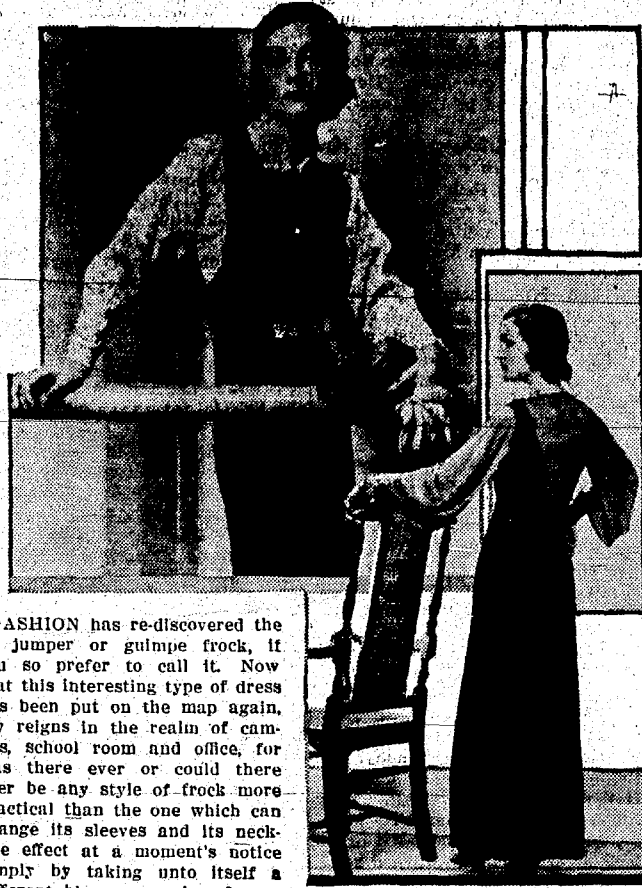 ASHION has re-discovered the
jumper or guimpe frock, if
u so prefer to call it. Now
at this interesting type of dress
s been put on the map again,
y reigns in the realm of cam-
s, school room and office, for
as there ever or could there
er be any style of frock more
actical than the one which can
ange its sleeves and its neck-
e effect at a moment's notice
mply by taking unto itself a